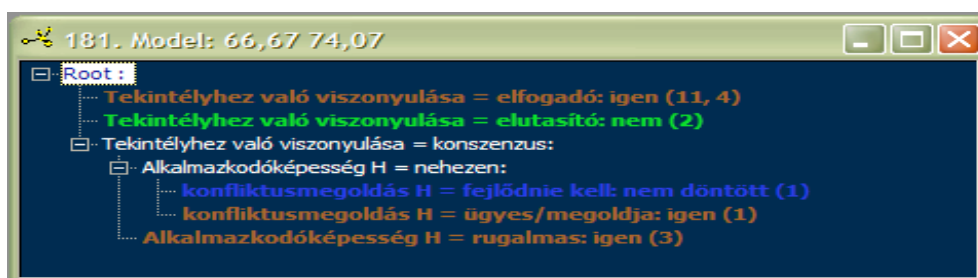 181. Model: 66,67 74,07
Root :
Tekintélyhez való viszonyulása = elfogadó: igen (11, 4)
Tekintélyhez való viszonyulása = elutasító: nem (2)
Tekintélyhez való viszonyulása = konszenzus:
Alkalmazkodóképesség H = nehezen:
konfliktusmegoldás H = fejlődnie kell: nem döntött (1)
konfliktusmegoldás H = ügyes/megoldja: igen (1)
Alkalmazkodóképesség H = rugalmas: igen (3)